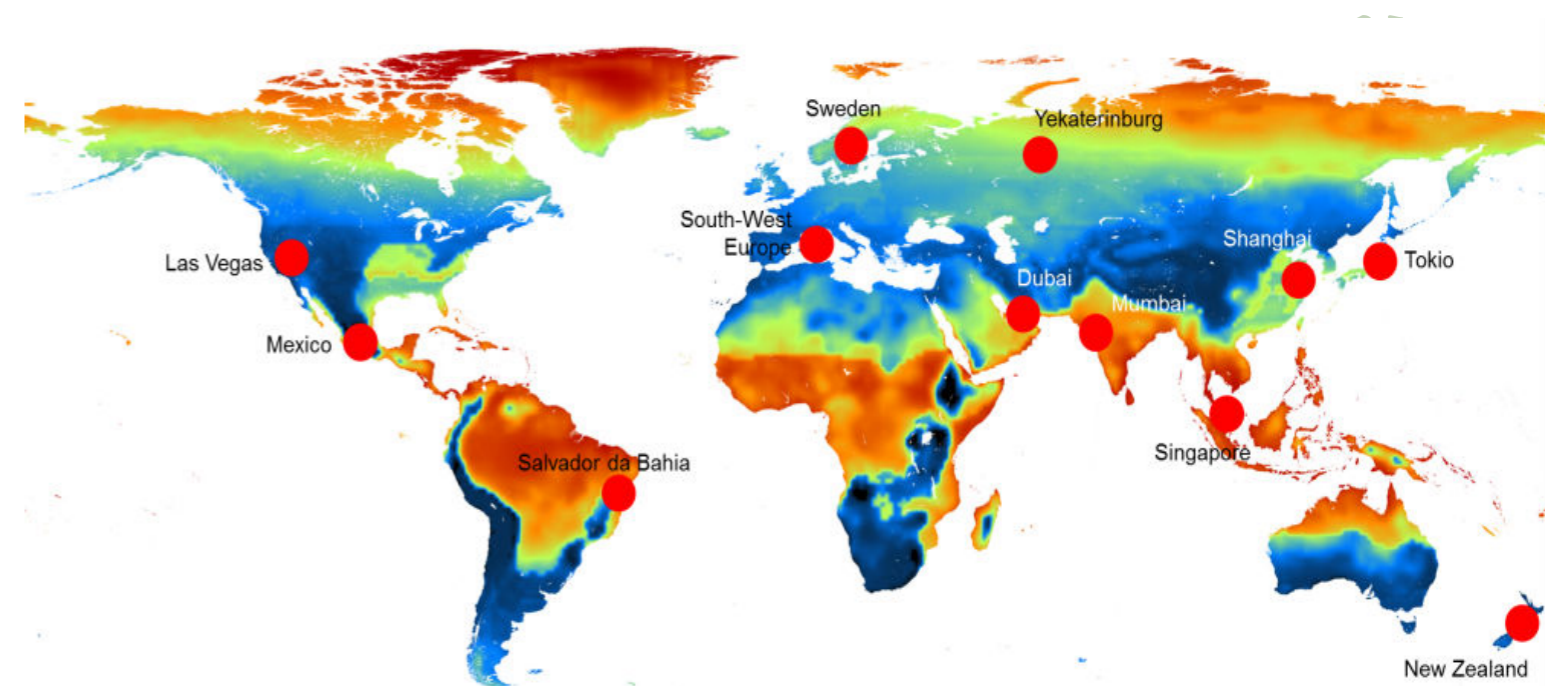 Sweden
Yekaterinburg
South-West
Europe
Shanghai
Las Vegas
Tokio
Dubai
Mumbai
Mexico
Singapore
Salvador da Bahia
New Zealand